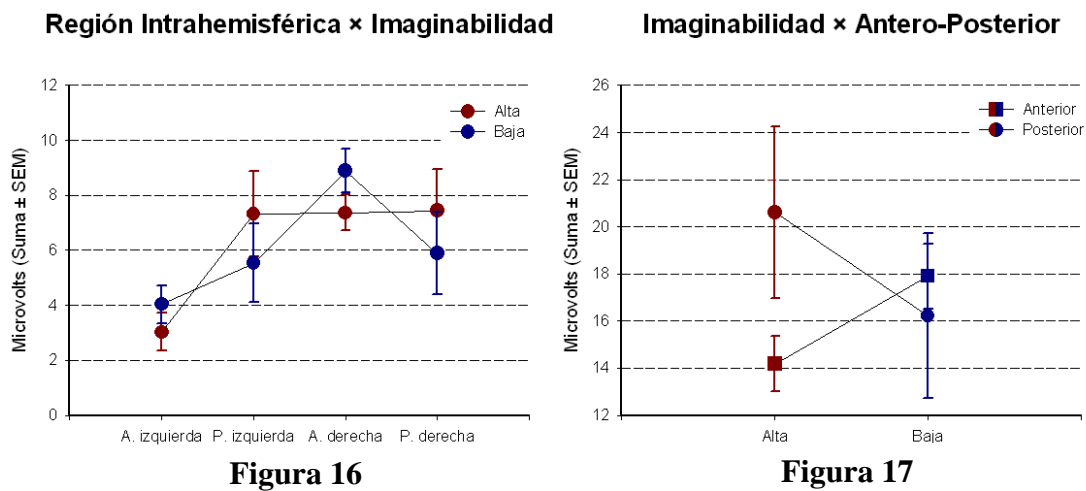 Región Intrahemisférica × Imaginabilidad
Microvolts (Suma ± SEM)
12
10
8
6
4
2
0
Alta
Baja
A. izquierda P. izquierda A. derecha P. derecha
Figura 16
Imaginabilidad × Antero-Posterior
Microvolts (Suma ± SEM)
26
24
22
20
18
16
14
12
Anterior
Posterior
Alta Baja
Figura 17